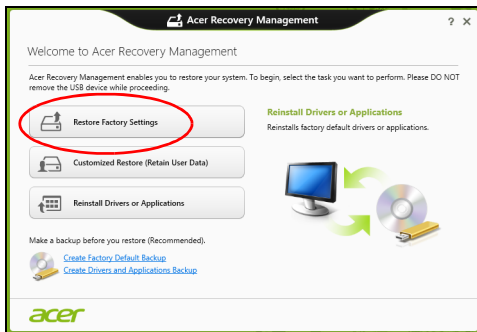 Acer Recovery Management
? X
Welcome to Acer Recovery Management
Acer Recovery Management enables you to restore your system. To begin, select the task you want to perform. Please DO NOT
remove the USB device while proceeding.
Restore Factory Settings
Customized Restore (Retain User Data)
Reinstall Drivers or Applications
Reinstall Drivers or Applications
Reinstalls factory default drivers or applications.
Make a backup before you restore (Recommended).
Create Factory Default Backup
Create Drivers and Applications Backup
acer